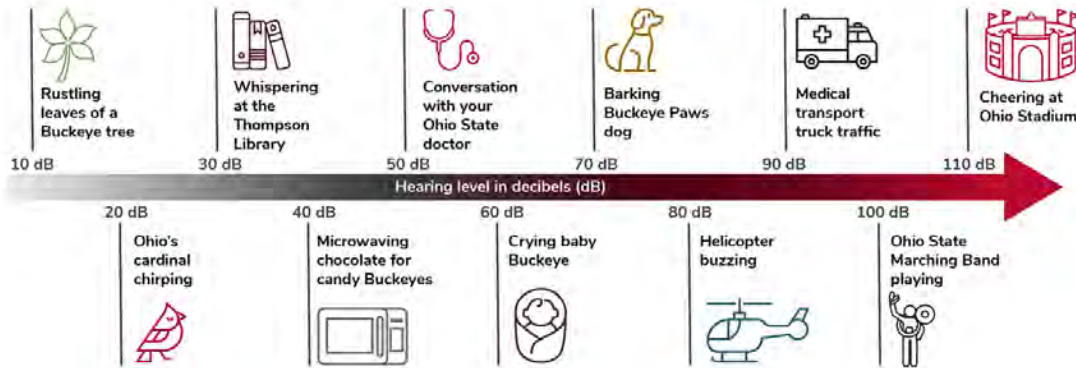 Rustling
leaves of a
Buckeye tree
10 dB
Whispering
at the
Thompson
Library
30 dB
Conversation
with your
Ohio State
doctor
50 dB
Barking
Buckeye Paws
dog
70 dB
Medical
transport
truck traffic
90 dB
Cheering at
Ohio Stadium
110 dB
Hearing level in decibels (dB)
20 dB
Ohio's
cardinal
chirping
40 dB
Microwaving
chocolate for
candy Buckeyes
60 dB
Crying baby
Buckeye
80 dB
Helicopter
buzzing
100 dB
Ohio State
Marching Band
playing